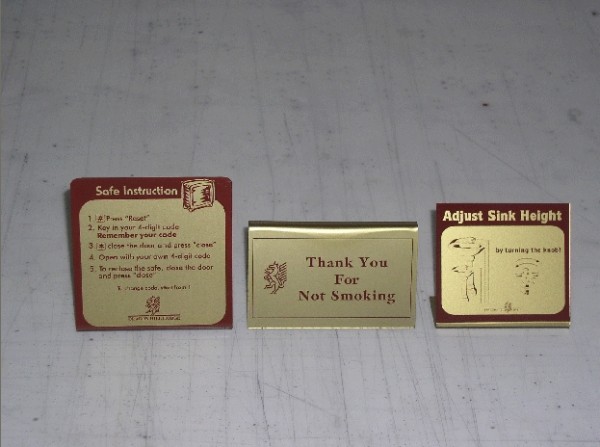 Safe Instruction
1. # Press "Reset"
2. Key in your 4-digit code
Remember your code
3. * close the door and press "close"
4. Open with your own 4-digit code
5. To reclose the safe, close the door
and press "close"
Thank You
For
Not Smoking
Adjust Sink Height
by turning the knob!